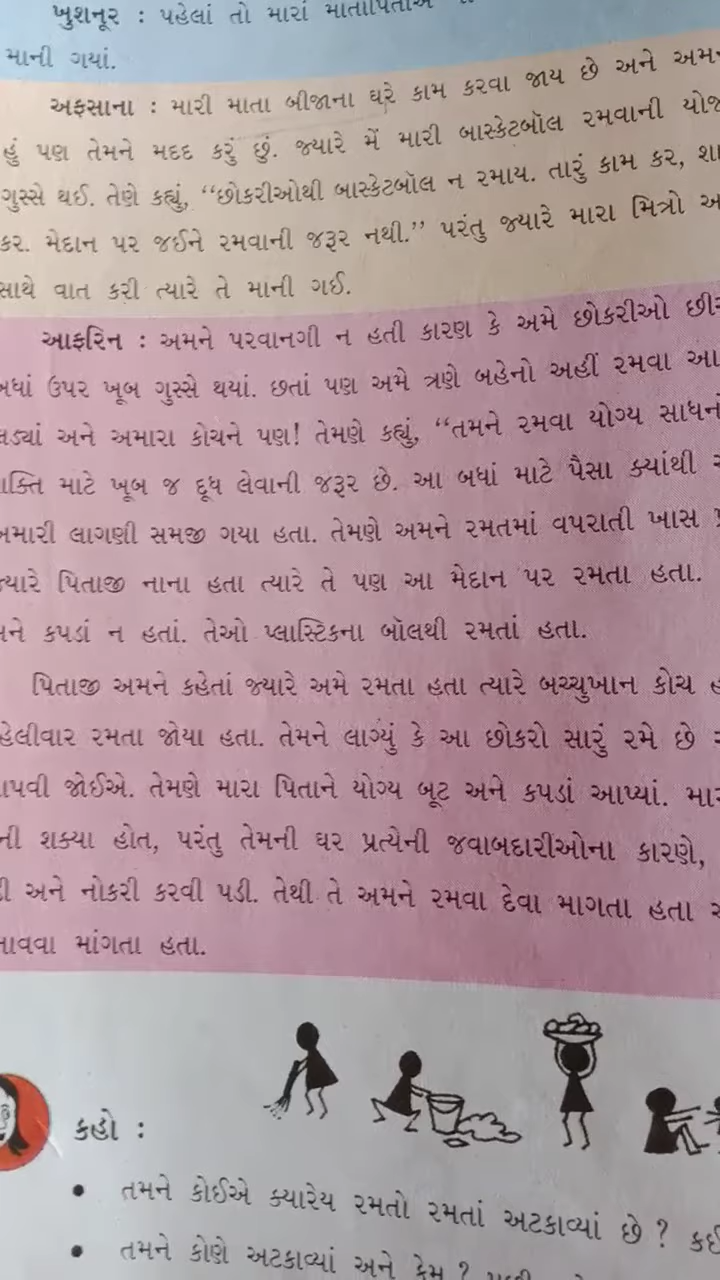 ખુશનૂર : પહેલાં તો મારાં માતાપિતાએ
માની ગયાં.
અફસાના : મારી માતા બીજાના ઘરે કામ કરવા જાય છે અને
હું પણ તેમને મદદ કરું છું. જ્યારે મેં મારી બાસ્કેટબૉલ રમવાની
ગુસ્સે થઈ. તેણે કહ્યું, “છોકરીઓથી બાસ્કેટબૉલ ન રમાય. તારું કામ કર,
કર. મેદાન પર જઈને રમવાની જરૂર નથી.” પરંતુ જ્યારે મારા મિત્રો
સાથે વાત કરી ત્યારે તે માની ગઈ.
આફરિન : અમને પરવાનગી ન હતી કારણ કે અમે છોકરીઓ
ઉપર ખૂબ ગુસ્સે થયાં. છતાં પણ અમે ત્રણે બહેનો અહીં રમવા
અને અમારા કોચને પણ! તેમણે કહ્યું, “તમને રમવા યોગ્ય
માટે ખૂબ જ દૂધ લેવાની જરૂર છે. આ બધાં માટે પૈસા ક્યાંથી
લાગણી સમજી ગયા હતા. તેમણે અમને રમતમાં વપરાતી ખાસ
પિતાજી નાના હતા ત્યારે તે પણ આ મેદાન પર રમતા હતા.
કપડાં ન હતાં. તેઓ પ્લાસ્ટિકના બૉલથી રમતાં હતા.
પિતાજી અમને કહેતાં જ્યારે અમે રમતા હતા ત્યારે બચ્ચુખાન કોચ
રમતા જોયા હતા. તેમને લાગ્યું કે આ છોકરો સારું રમે છે
જોઈએ. તેમણે મારા પિતાને યોગ્ય બૂટ અને કપડાં આપ્યાં.
શક્યા હોત, પરંતુ તેમની ઘર પ્રત્યેની જવાબદારીઓના કારણે,
અને નોકરી કરવી પડી. તેથી તે અમને રમવા દેવા માગતા હતા
માંગતા હતા.
કહો :
• તમને કોઈએ ક્યારેય રમતો રમતાં અટકાવ્યાં છે ?
• તમને કોણે અટકાવ્યાં અને કેમ ?